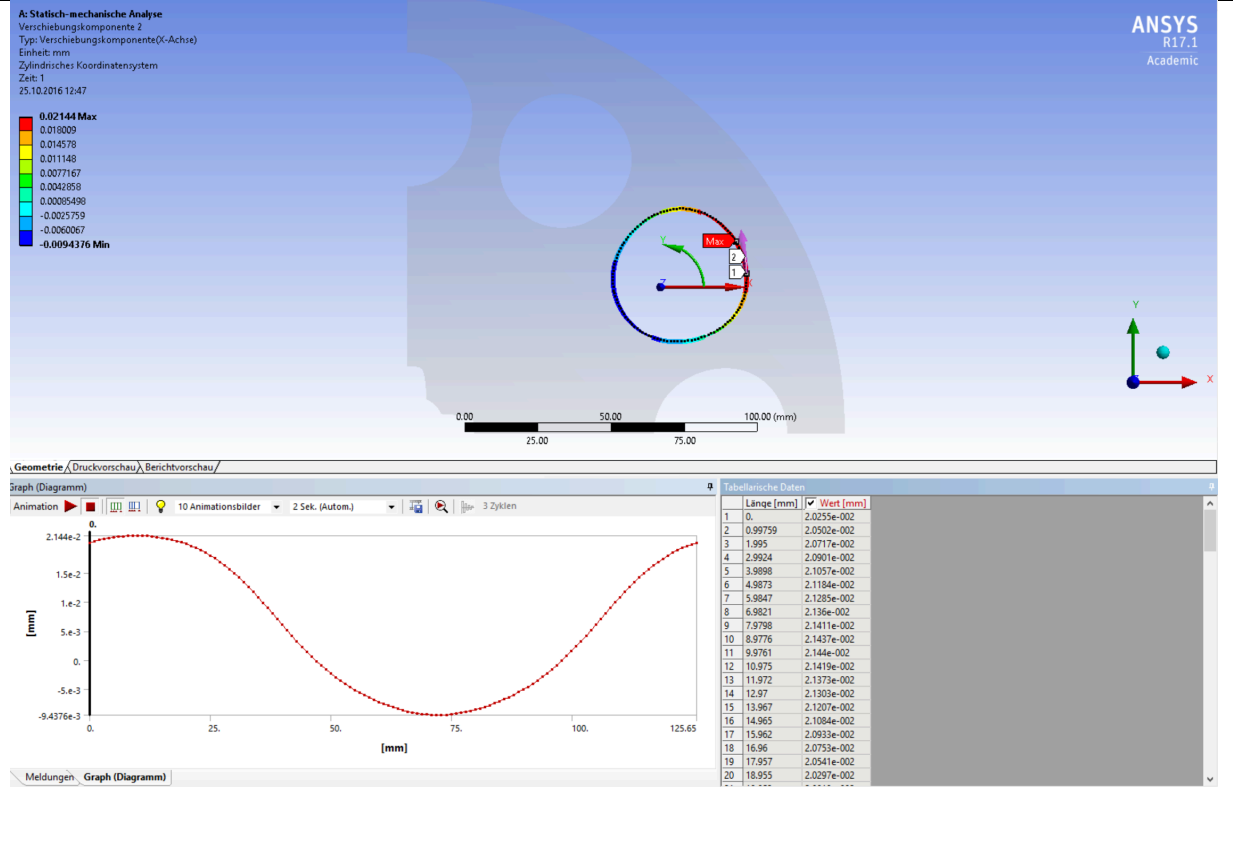 A: Statisch-mechanische Analyse
Verschiebungskomponente 2
Typ: Verschiebungskomponente(X-Achse)
Einheit: mm
Zylindrisches Koordinatensystem
Zeit: 1
25.10.2016 12:47
0.02144 Max
0.018009
0.014578
0.011148
0.0077167
0.0042858
0.00085498
-0.0025759
-0.0060067
-0.0094376 Min
ANSYS
R17.1
Academic
Y
Max
2
1
Z
X
Y
X
0.00 50.00 100.00 (mm)
25.00 75.00
Geometrie Druckvorschau Berichtvorschau
Graph (Diagramm)
Animation 10 Animationsbilder 2 Sek. (Autom.) 3 Zyklen
0.
2.144e-2
1.5e-2
1.e-2
5.e-3
0.
-5.e-3
-9.4376e-3
[mm]
0. 25. 50. 75. 100. 125.65
[mm]
Meldungen Graph (Diagramm)
Tabellarische Daten
Länge [mm] Wert [mm]
1 0. 2.0255e-002
2 0.99759 2.0502e-002
3 1.995 2.0717e-002
4 2.9924 2.0901e-002
5 3.9898 2.1057e-002
6 4.9873 2.1184e-002
7 5.9847 2.1285e-002
8 6.9821 2.136e-002
9 7.9798 2.1411e-002
10 8.9776 2.1437e-002
11 9.9761 2.144e-002
12 10.975 2.1419e-002
13 11.972 2.1373e-002
14 12.97 2.1303e-002
15 13.967 2.1207e-002
16 14.965 2.1084e-002
17 15.962 2.0933e-002
18 16.96 2.0753e-002
19 17.957 2.0541e-002
20 18.955 2.0297e-002